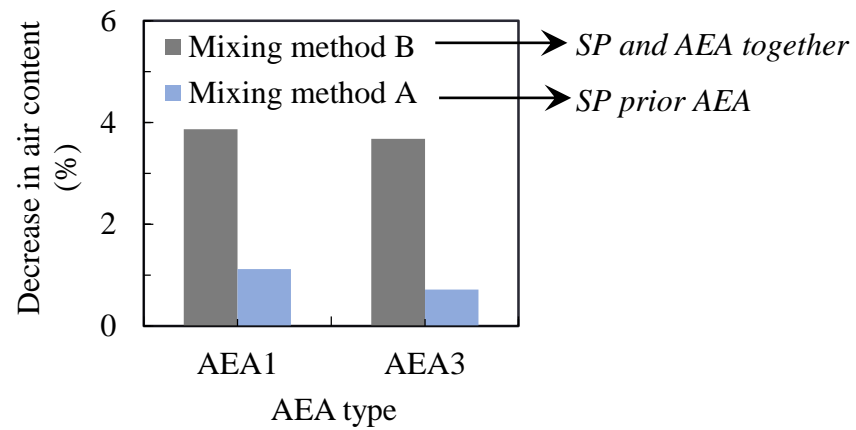 Decrease in air content
(%)
6
4
2
0
Mixing method B
SP and AEA together
Mixing method A
SP prior AEA
AEA1
AEA3
AEA type